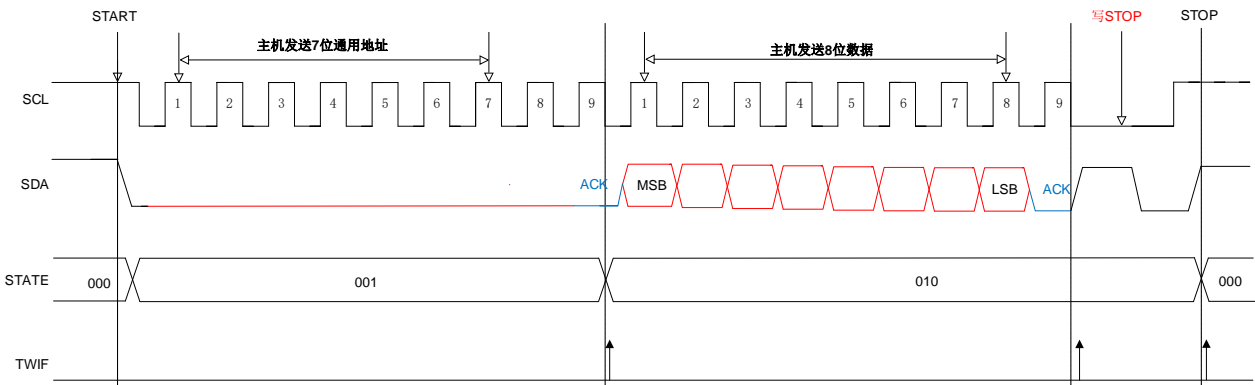 START 写STOP STOP
主机发送7位通用地址 主机发送8位数据
SCL 1 2 3 4 5 6 7 8 9 1 2 3 4 5 6 7 8 9
SDA ACK MSB LSB ACK
STATE 000 001 010 000
TWIF